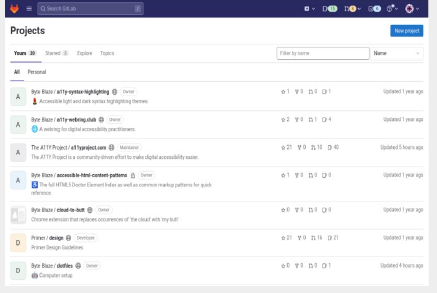 Search GitLab /
Projects
New project
Yours 30 Starred 3 Explore Topics
Filter by name
Name
All Personal
A Byte Blaze / a11y-syntax-highlighting Owner
1 0 0 1 Updated 1 year ago
Accessible light and dark syntax highlighting themes.
A Byte Blaze / a11y-webring.club Owner
2 0 1 4 Updated 1 year ago
A webring for digital accessibility practitioners.
A The A11Y Project / a11yproject.com Maintainer
21 0 10 40 Updated 5 hours ago
The A11Y Project is a community-driven effort to make digital accessibility easier.
A Byte Blaze / accessible-html-content-patterns Owner
1 0 0 0 Updated 1 year ago
The full HTML5 Doctor Element Index as well as common markup patterns for quick
reference.
Byte Blaze / cloud-to-butt Owner
0 0 0 0 Updated 1 year ago
Chrome extension that replaces occurrences of 'the cloud' with 'my butt'
D Primer / design Developer
21 0 16 21 Updated 1 year ago
Primer Design Guidelines
D Byte Blaze / dotfiles Owner
0 0 0 1 Updated 4 hours ago
Computer setup